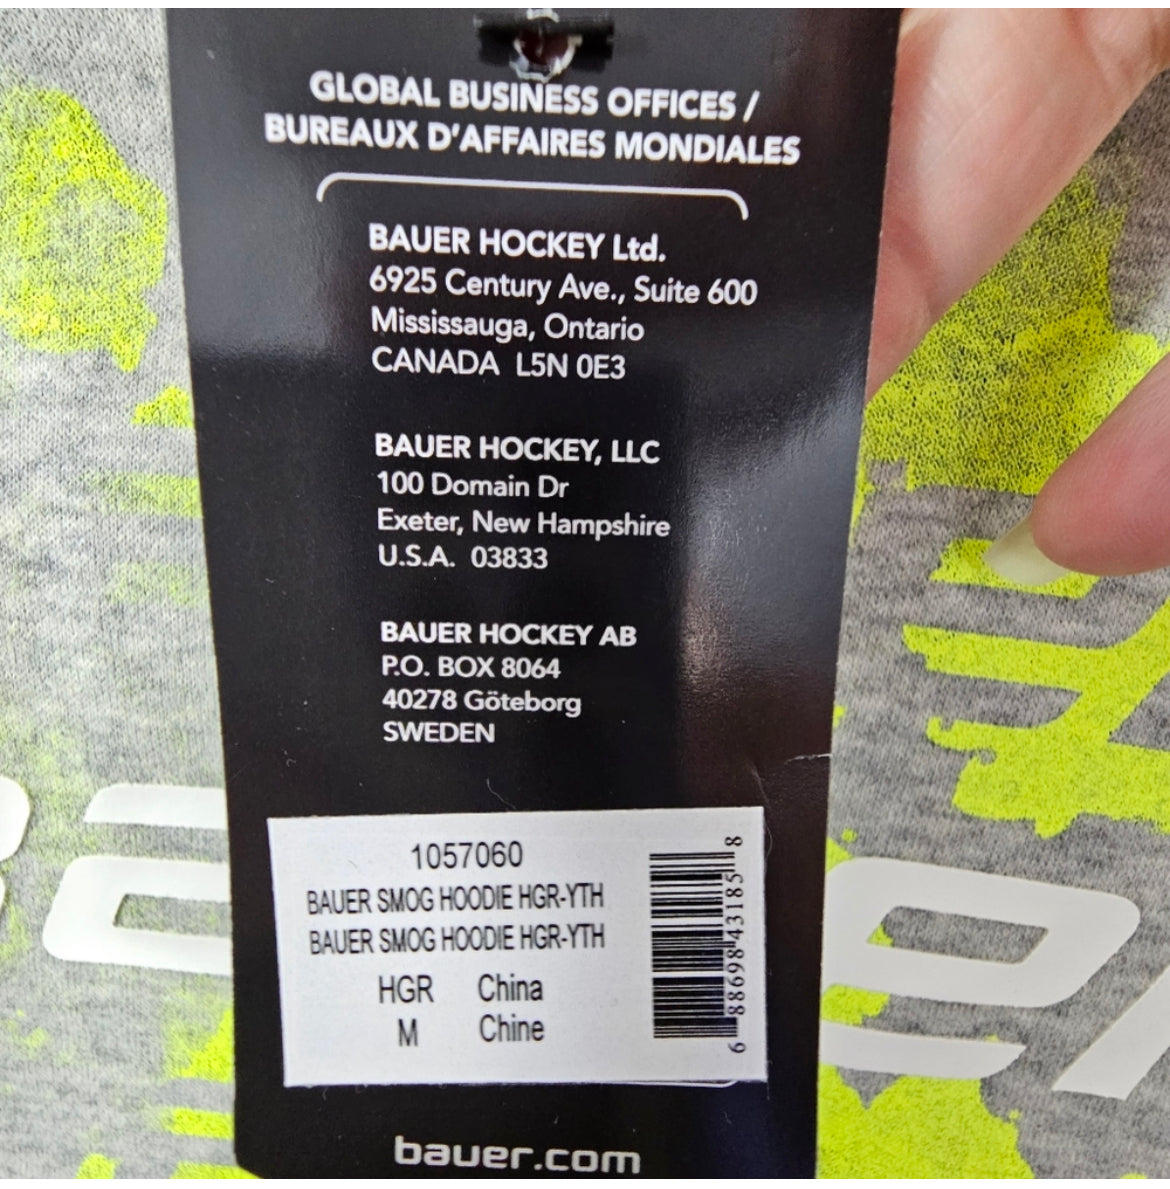 GLOBAL BUSINESS OFFICES /
BUREAUX D'AFFAIRES MONDIALES
BAUER HOCKEY Ltd.
6925 Century Ave., Suite 600
Mississauga, Ontario
CANADA L5N 0E3
BAUER HOCKEY, LLC
100 Domain Dr
Exeter, New Hampshire
U.S.A. 03833
BAUER HOCKEY AB
P.O. BOX 8064
40278 Göteborg
SWEDEN
1057060
BAUER SMOG HOODIE HGR-YTH
BAUER SMOG HOODIE HGR-YTH
HGR China
M Chine
6 88698 43185 8
bauer.com